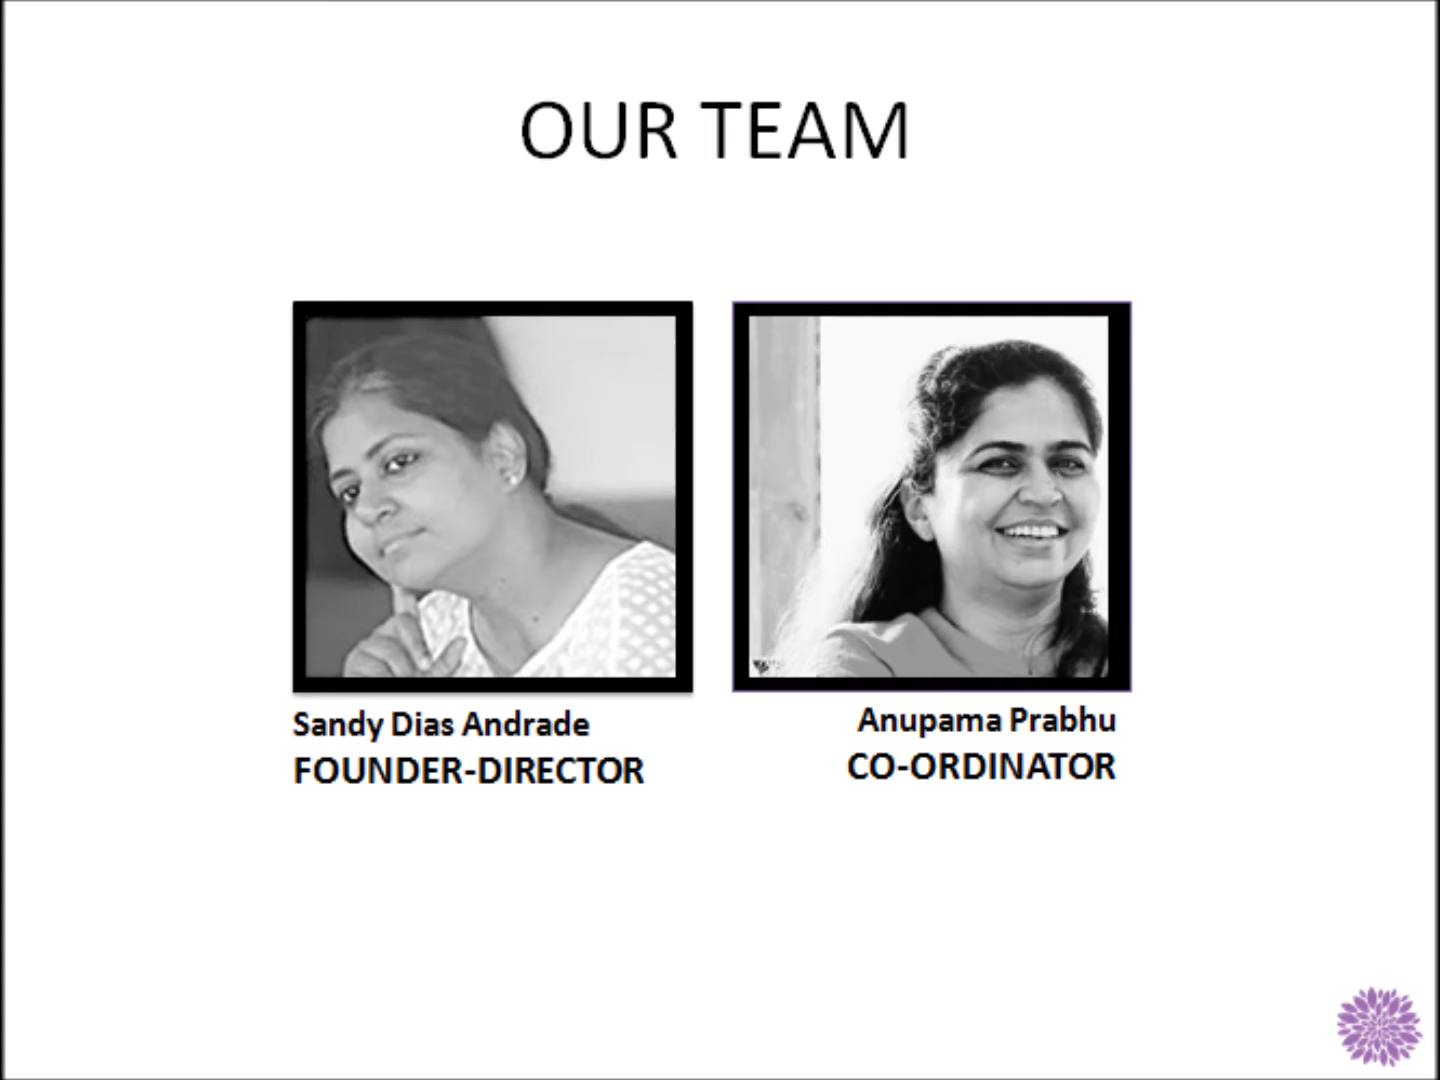 OUR TEAM
Sandy Dias Andrade
FOUNDER-DIRECTOR
Anupama Prabhu
CO-ORDINATOR